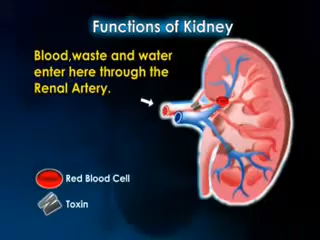 Functions of Kidney
Blood,waste and water
enter here through the
Renal Artery.
Red Blood Cell
Toxin